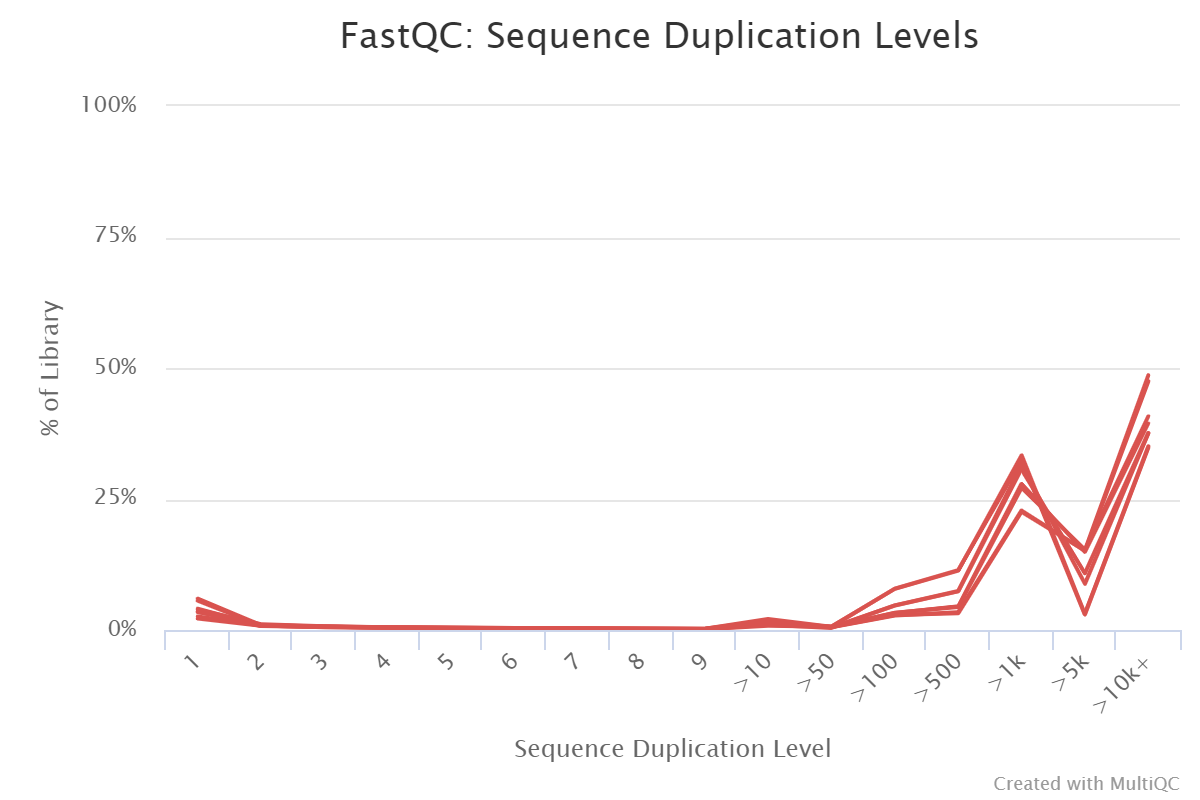 FastQC: Sequence Duplication Levels
100%
75%
50%
25%
0%
% of Library
1
2
3
4
5
6
7
8
9
>10
>50
>100
>500
>1k
>5k
>10k+
Sequence Duplication Level
Created with MultiQC